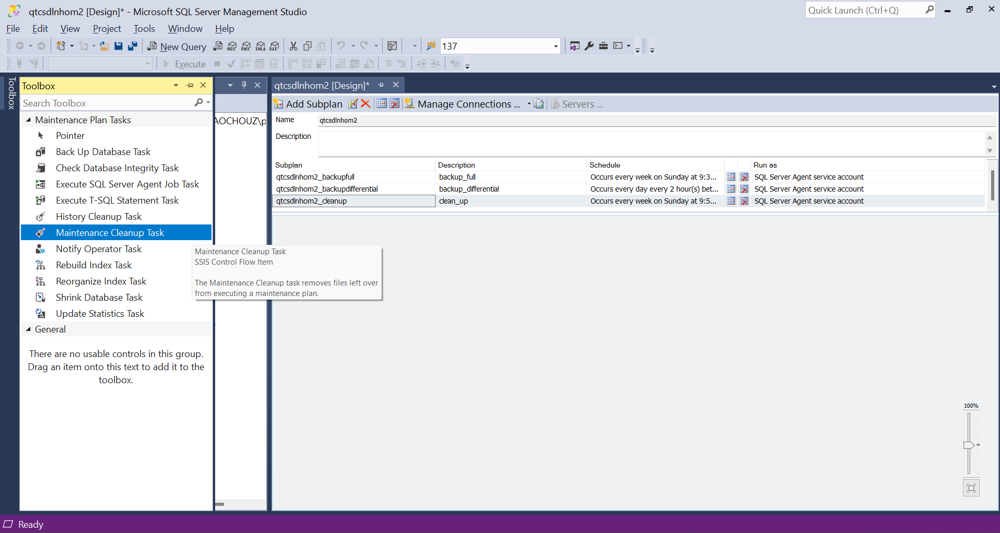 qtcsdlnhom2 [Design]* - Microsoft SQL Server Management Studio
Quick Launch (Ctrl+Q)
File Edit View Project Tools Window Help
New Query MDX DMX XMLA DAX 137
Execute
Toolbox
Toolbox
Search Toolbox
Maintenance Plan Tasks
Pointer
Back Up Database Task
Check Database Integrity Task
Execute SQL Server Agent Job Task
Execute T-SQL Statement Task
History Cleanup Task
Maintenance Cleanup Task
Notify Operator Task
Rebuild Index Task
Reorganize Index Task
Shrink Database Task
Update Statistics Task
General
There are no usable controls in this group.
Drag an item onto this text to add it to the
toolbox.
AOCHOUZ\p
Maintenance Cleanup Task
SSIS Control Flow Item
The Maintenance Cleanup task removes files left over
from executing a maintenance plan.
qtcsdlnhom2 [Design]*
Add Subplan Manage Connections ... Servers ...
Name qtcsdlnhom2
Description
Subplan Description Schedule Run as
qtcsdlnhom2_backupfull backup_full Occurs every week on Sunday at 9:3... SQL Server Agent service account
qtcsdlnhom2_backupdifferential backup_differential Occurs every day every 2 hour(s) bet... SQL Server Agent service account
qtcsdlnhom2_cleanup clean_up Occurs every week on Sunday at 9:5... SQL Server Agent service account
100%
Ready